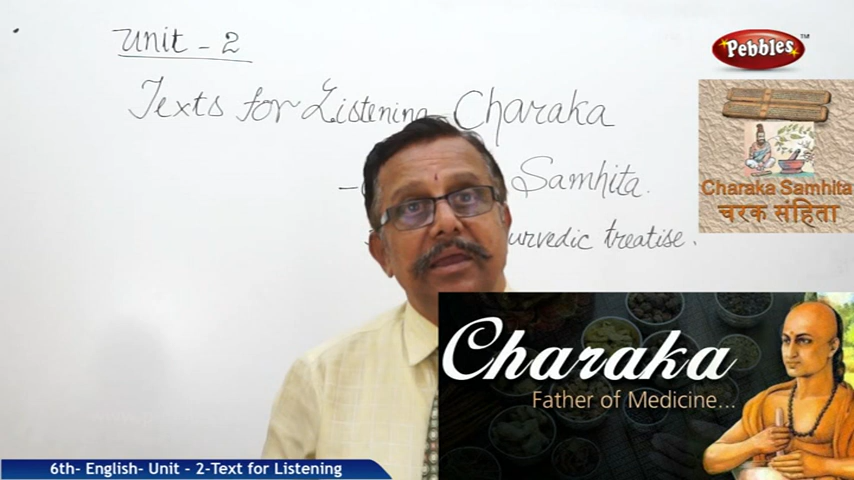 Unit - 2
Pebbles™
Texts for Listening - Charaka
- Samhita.
urvedic treatise.
Charaka Samhita
चरक संहिता
Charaka
Father of Medicine...
6th- English- Unit - 2-Text for Listening